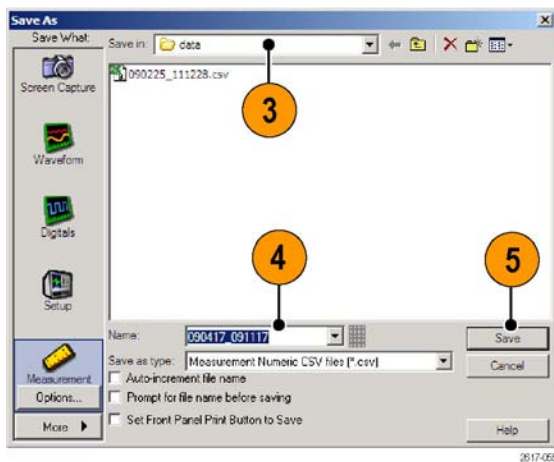 Save As
Save What:
Save in: data
090225_111228.csv
3
Screen Capture
Waveform
Digitals
Setup
4
5
Name: 090417_091117
Save
Save as type: Measurement Numeric CSV files (*.csv)
Cancel
Measurement
Auto-increment file name
Options...
Prompt for file name before saving
Set Front Panel Print Button to Save
More
Help